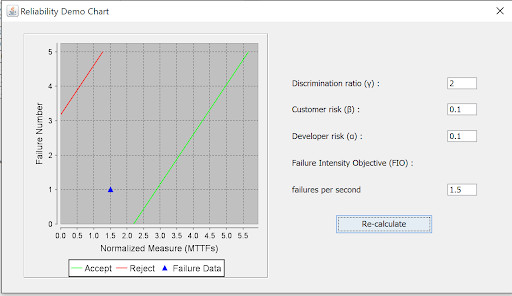 Reliability Demo Chart
5
4
3
2
1
0
Failure Number
0.0 0.5 1.0 1.5 2.0 2.5 3.0 3.5 4.0 4.5 5.0 5.5
Normalized Measure (MTTFs)
Accept Reject Failure Data
Discrimination ratio (γ) : 2
Customer risk (β) : 0.1
Developer risk (α) : 0.1
Failure Intensity Objective (FIO) :
failures per second 1.5
Re-calculate